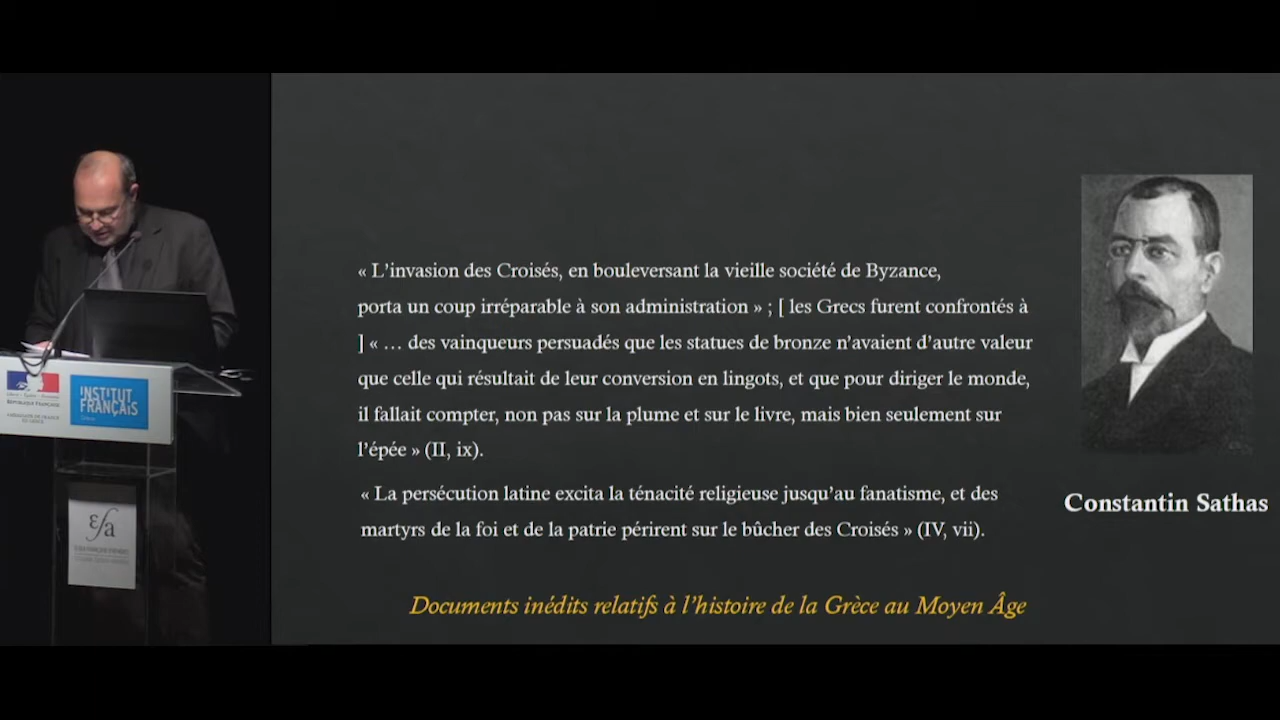 « L'invasion des Croisés, en bouleversant la vieille société de Byzance,
porta un coup irréparable à son administration » ; [ les Grecs furent confrontés à
] « … des vainqueurs persuadés que les statues de bronze n'avaient d'autre valeur
que celle qui résultait de leur conversion en lingots, et que pour diriger le monde,
il fallait compter, non pas sur la plume et sur le livre, mais bien seulement sur
l'épée » (II, ix).
« La persécution latine excita la ténacité religieuse jusqu'au fanatisme, et des
martyrs de la foi et de la patrie périrent sur le bûcher des Croisés » (IV, vii).
Documents inédits relatifs à l'histoire de la Grèce au Moyen Âge
Constantin Sathas
RÉPUBLIQUE FRANÇAISE
AMBASSADE DE FRANCE
INSTITUT
FRANÇAIS
εfa